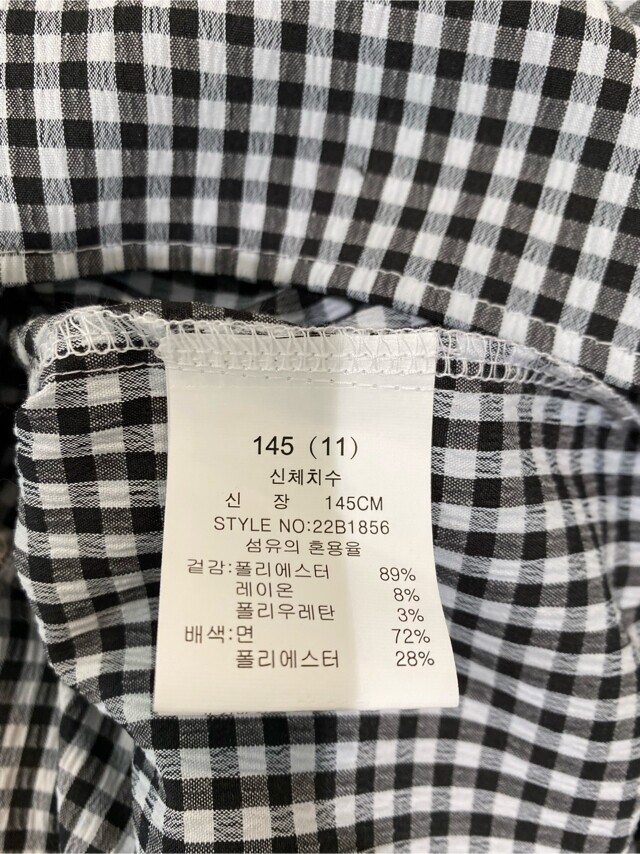 145 (11)
신체치수
신 장 145CM
STYLE NO:22B1856
섬유의 혼용율
겉감:폴리에스터 89%
레이온 8%
폴리우레탄 3%
배색:면 72%
폴리에스터 28%